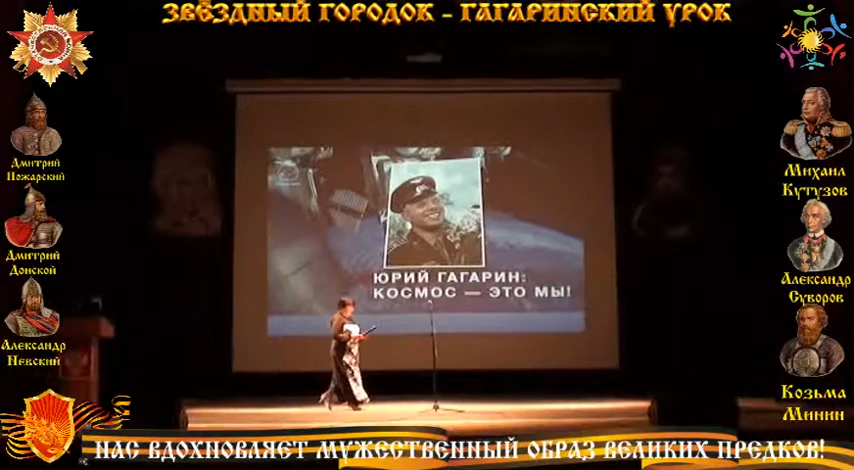 ЗВЁЗДНЫЙ ГОРОДОК - ГАГАРИНСКИЙ УРОК
Дмитрий
Пожарский
Дмитрий
Донской
Александр
Невский
ЮРИЙ ГАГАРИН:
КОСМОС — ЭТО МЫ!
Михаил
Кутузов
Александр
Суворов
Козьма
Минин
НАС ВДОХНОВЛЯЕТ МУЖЕСТВЕННЫЙ ОБРАЗ ВЕЛИКИХ ПРЕДКОВ!